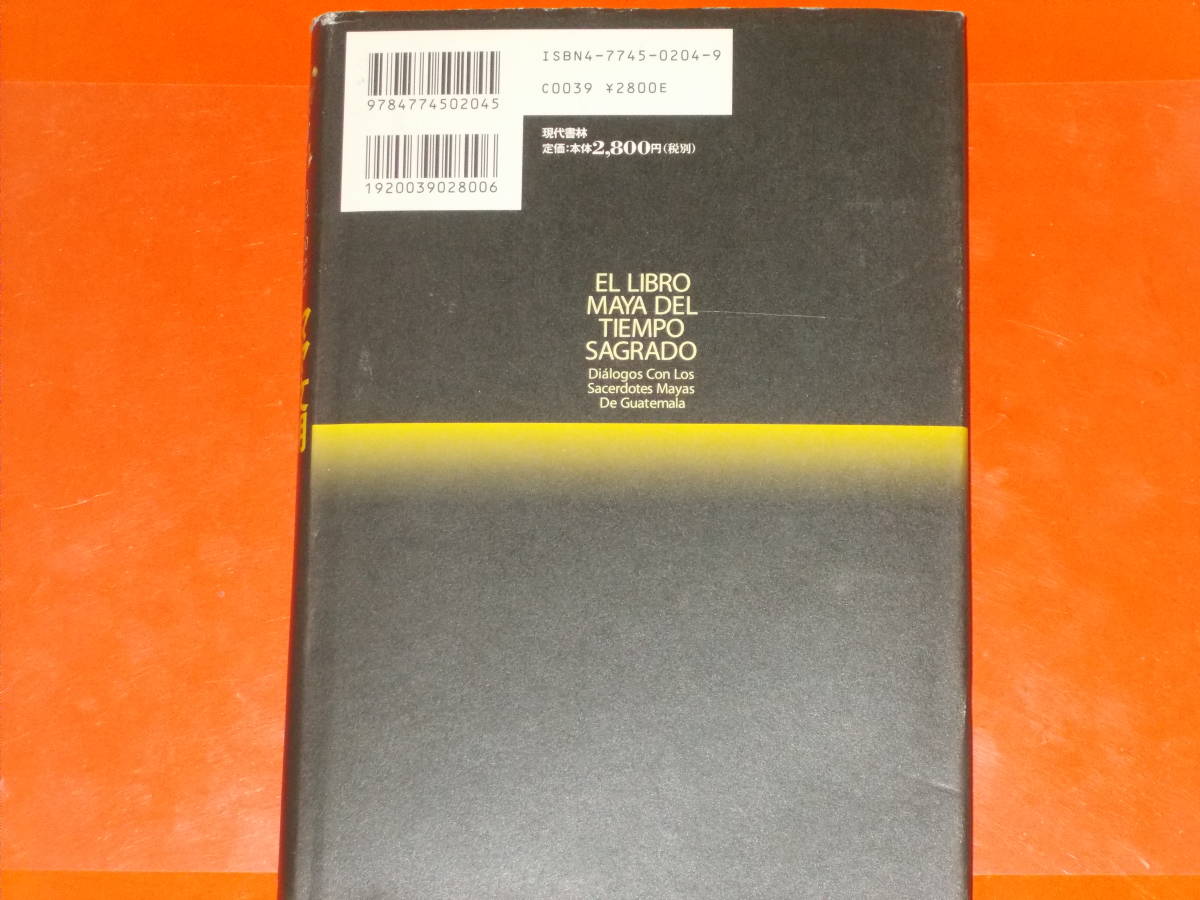 ISBN4-7745-0204-9
9784774502045
C0039 ¥2800E
1920039028006
現代書林
定価:本体2,800円(税別)
EL LIBRO
MAYA DEL
TIEMPO
SAGRADO
Diálogos Con Los
Sacerdotes Mayas
De Guatemala